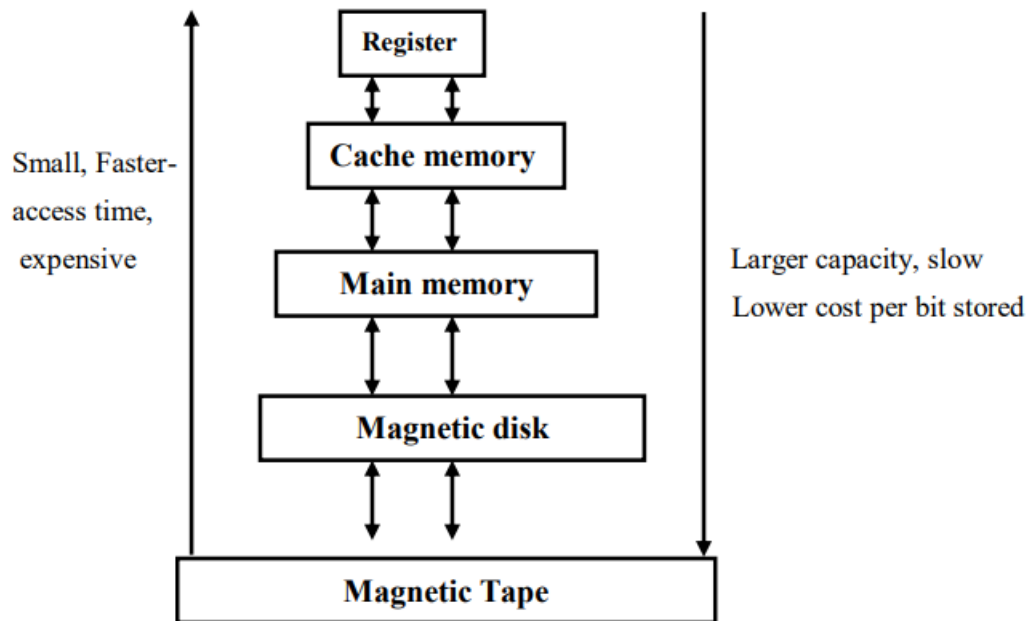 Register
Cache memory
Small, Faster-
access time,
expensive
Main memory
Larger capacity, slow
Lower cost per bit stored
Magnetic disk
Magnetic Tape